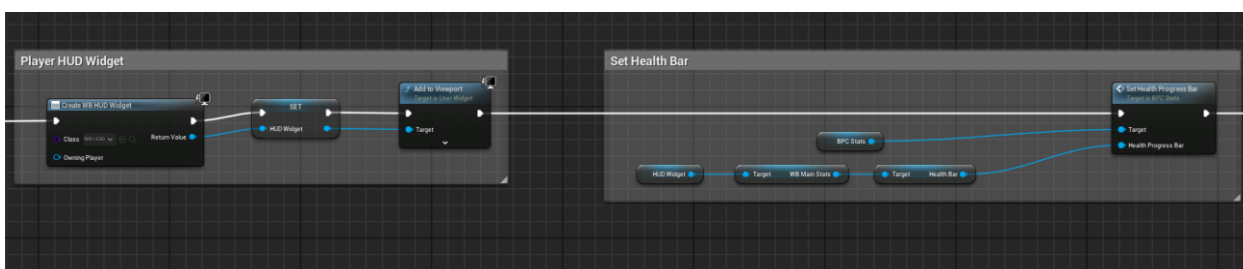 Player HUD Widget
Create WB HUD Widget
Class WB HUD
Return Value
Owning Player
SET
HUD Widget
Add to Viewport
Target is User Widget
Target
Set Health Bar
Set Health Progress Bar
Target is BPC Stats
Target
Health Progress Bar
BPC Stats
HUD Widget
Target WB Main Stats
Target Health Bar